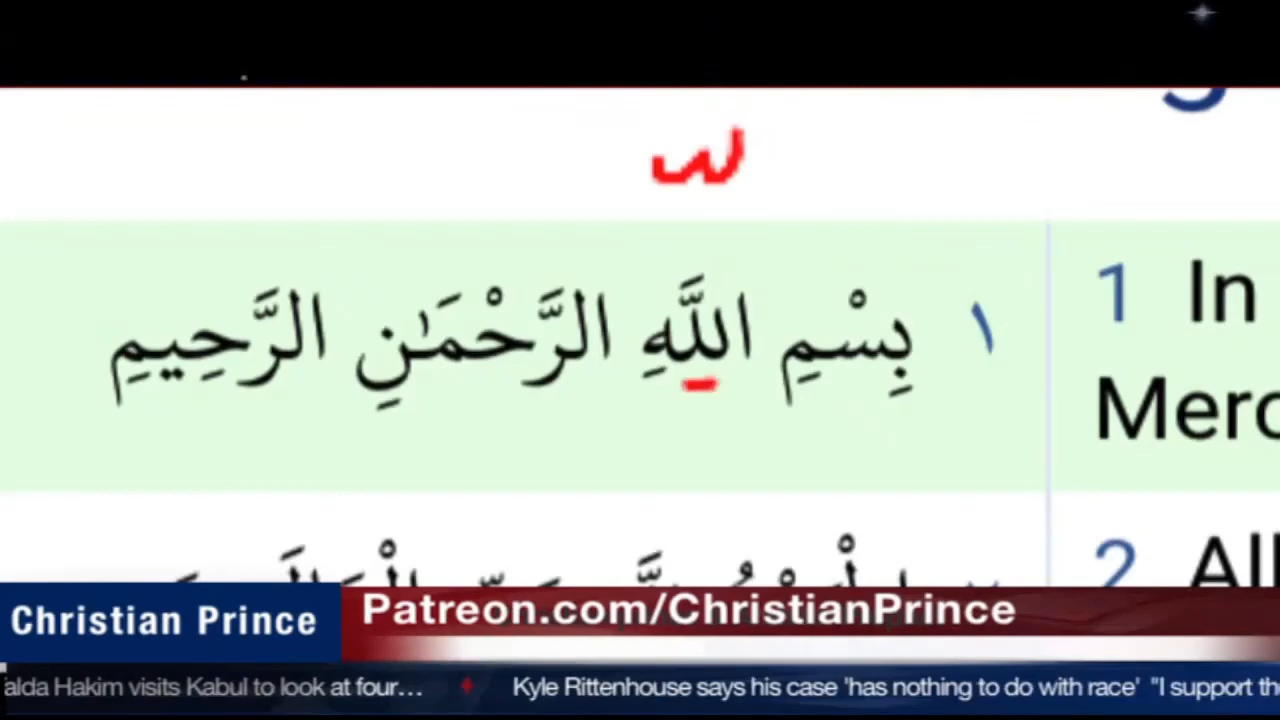 ١ بِسْمِ اللَّهِ الرَّحْمَٰنِ الرَّحِيمِ
1 In
Merc
2 All
Christian Prince
Patreon.com/ChristianPrince
alda Hakim visits Kabul to look at four… Kyle Rittenhouse says his case 'has nothing to do with race' "I support th